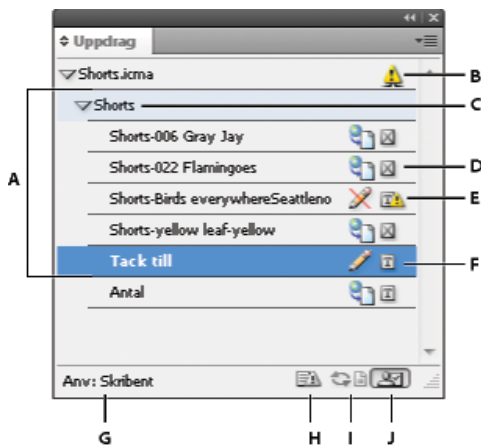 Uppdrag
Shorts.icma
B
Shorts
C
A
Shorts-006 Gray Jay
Shorts-022 Flamingoes
D
Shorts-Birds everywhereSeattleno
E
Shorts-yellow leaf-yellow
Tack till
F
Antal
Anv: Skribent
G
H
I
J